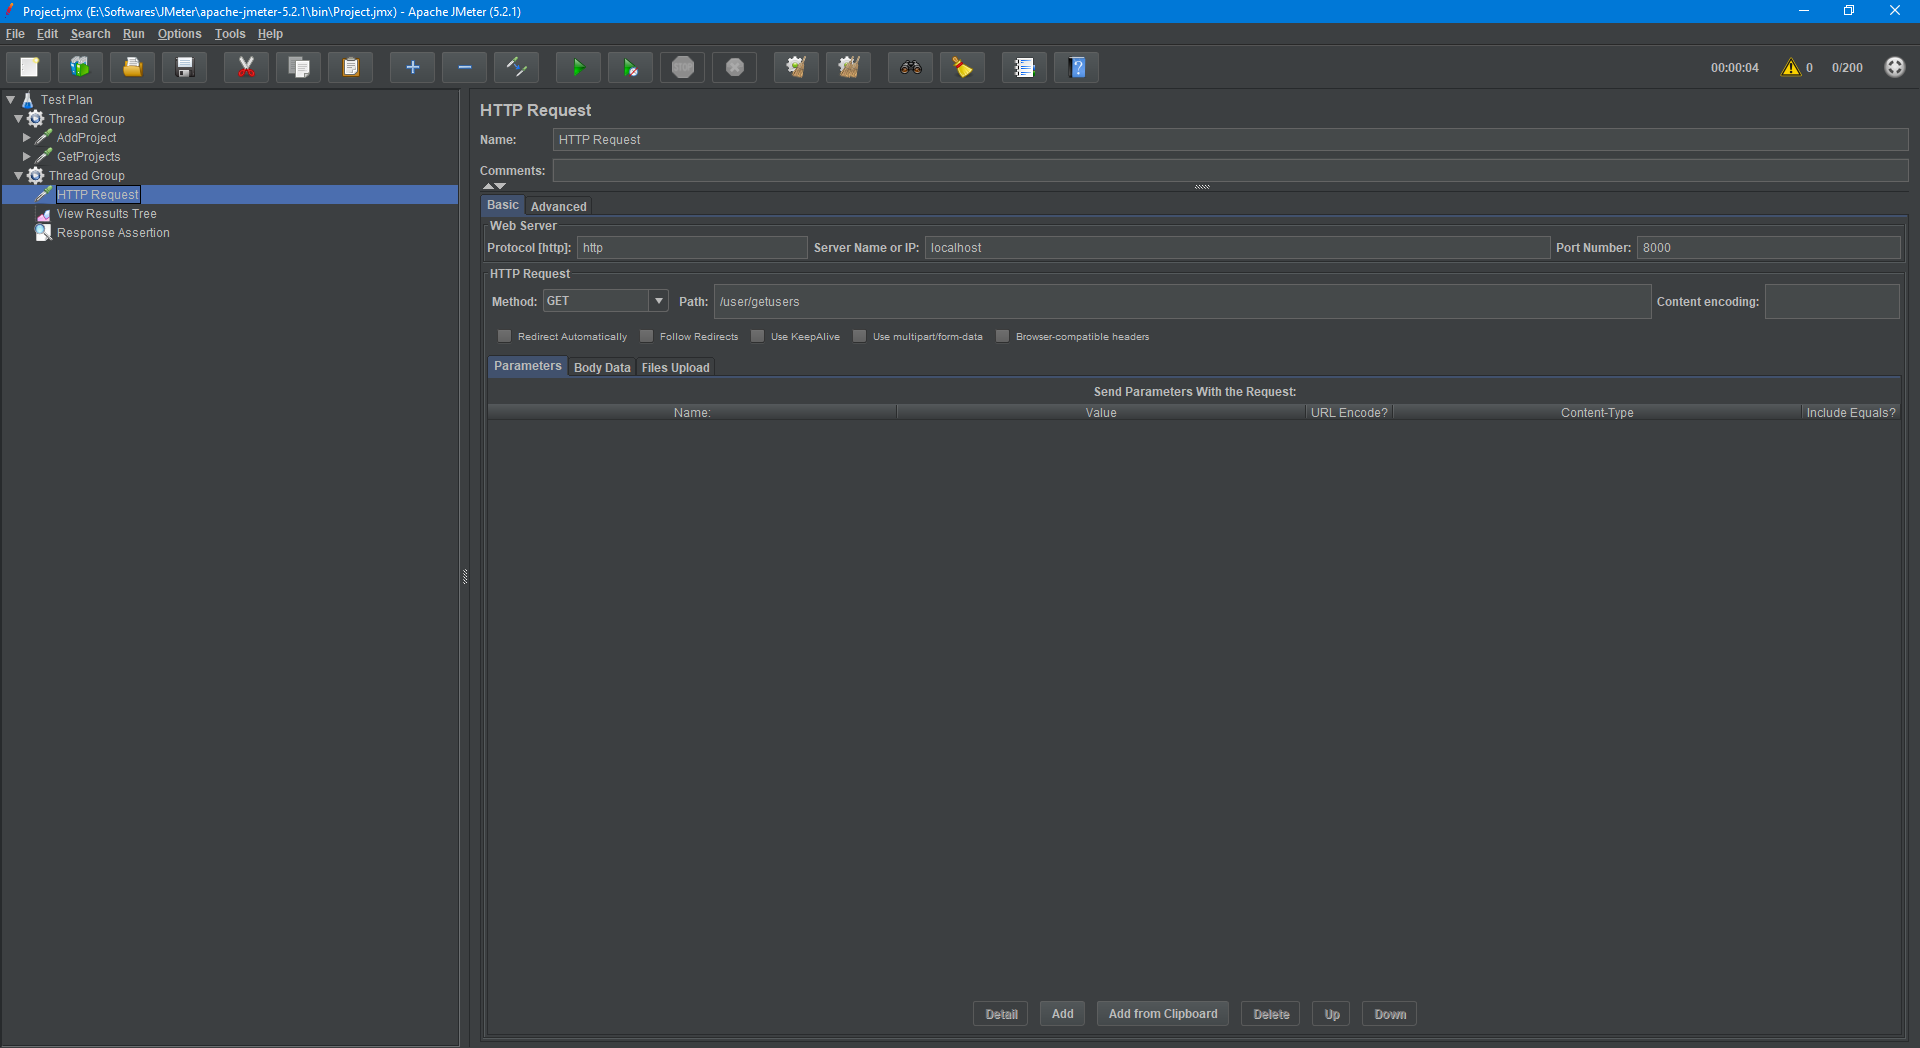 Project.jmx (E:\Softwares\JMeter\apache-jmeter-5.2.1\bin\Project.jmx) - Apache JMeter (5.2.1)
File Edit Search Run Options Tools Help
STOP
00:00:04 0 0/200
Test Plan
Thread Group
AddProject
GetProjects
Thread Group
HTTP Request
View Results Tree
Response Assertion
HTTP Request
Name: HTTP Request
Comments:
Basic Advanced
Web Server
Protocol [http]: http Server Name or IP: localhost Port Number: 8000
HTTP Request
Method: GET Path: /user/getusers Content encoding:
Redirect Automatically Follow Redirects Use KeepAlive Use multipart/form-data Browser-compatible headers
Parameters Body Data Files Upload
Send Parameters With the Request:
Name: Value URL Encode? Content-Type Include Equals?
Detail Add Add from Clipboard Delete Up Down